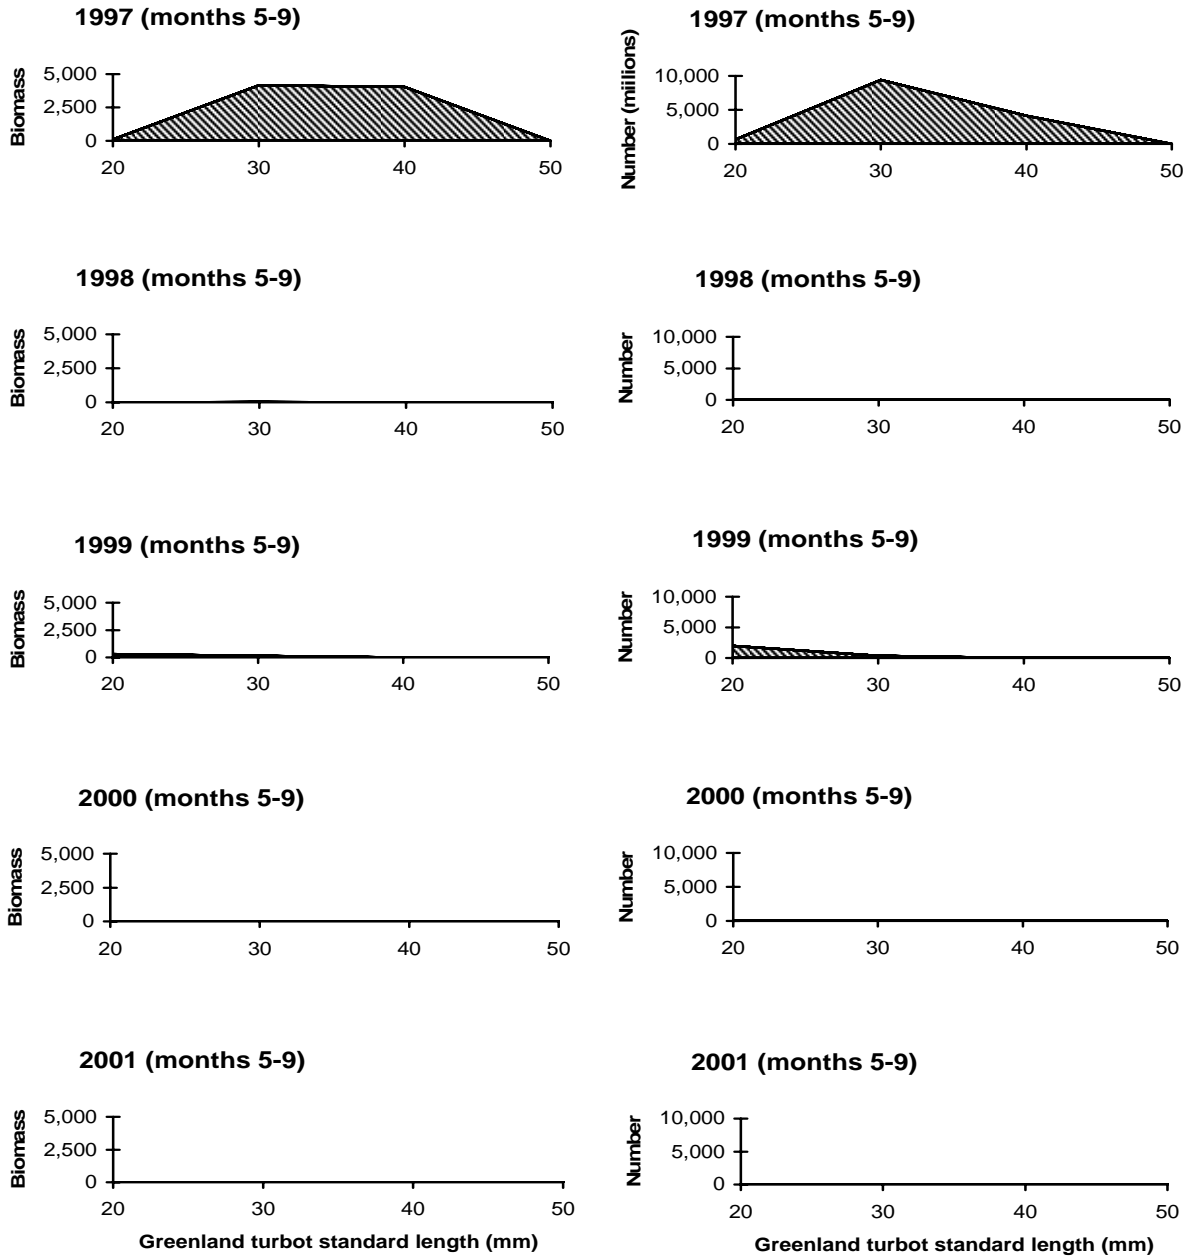 1997 (months 5-9)
Biomass
5,000
2,500
0
20 30 40 50
1997 (months 5-9)
Number (miilions)
10,000
5,000
0
20 30 40 50
1998 (months 5-9)
Biomass
5,000
2,500
0
20 30 40 50
1998 (months 5-9)
Number
10,000
5,000
0
20 30 40 50
1999 (months 5-9)
Biomass
5,000
2,500
0
20 30 40 50
1999 (months 5-9)
Number
10,000
5,000
0
20 30 40 50
2000 (months 5-9)
Biomass
5,000
2,500
0
20 30 40 50
2000 (months 5-9)
Number
10,000
5,000
0
20 30 40 50
2001 (months 5-9)
Biomass
5,000
2,500
0
20 30 40 50
Greenland turbot standard length (mm)
2001 (months 5-9)
Number
10,000
5,000
0
20 30 40 50
Greenland turbot standard length (mm)